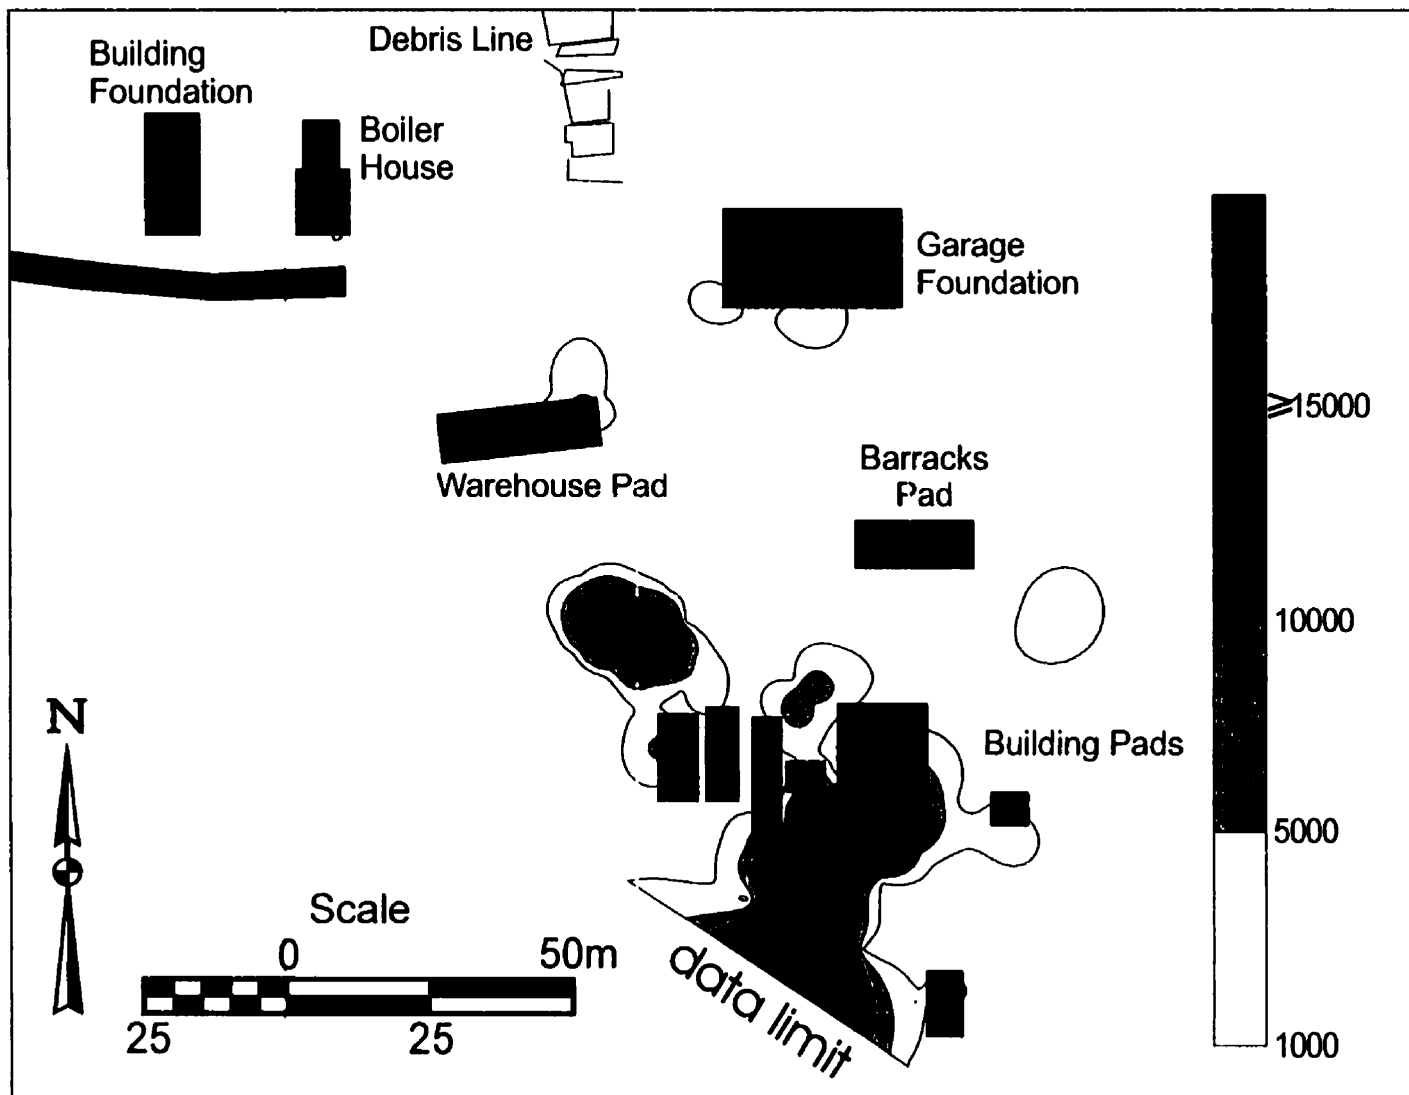 Debris Line
Building
Foundation
Boiler
House
Garage
Foundation
≥15000
Warehouse Pad
Barracks
Pad
10000
N
Building Pads
5000
Scale
0 50m
data limit
25 25
1000